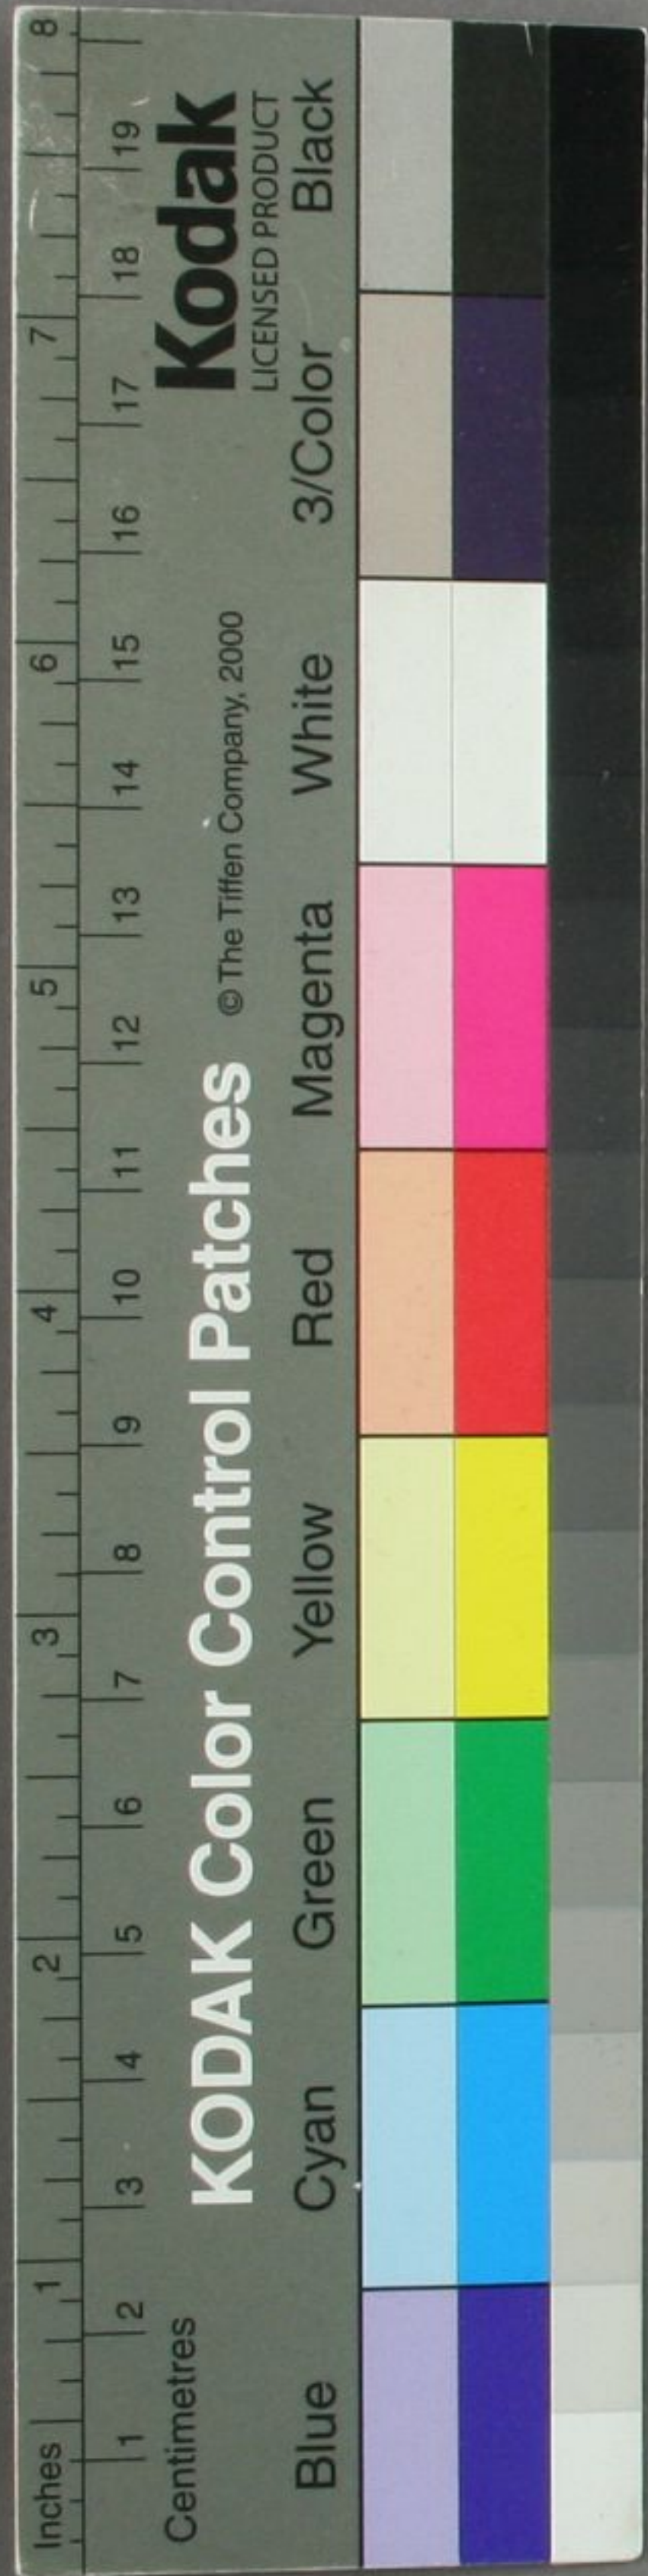 Inches 1 2 3 4 5 6 7 8
Centimetres 1 2 3 4 5 6 7 8 9 10 11 12 13 14 15 16 17 18 19
KODAK Color Control Patches © The Tiffen Company, 2000 Kodak
LICENSED PRODUCT
Blue Cyan Green Yellow Red Magenta White 3/Color Black